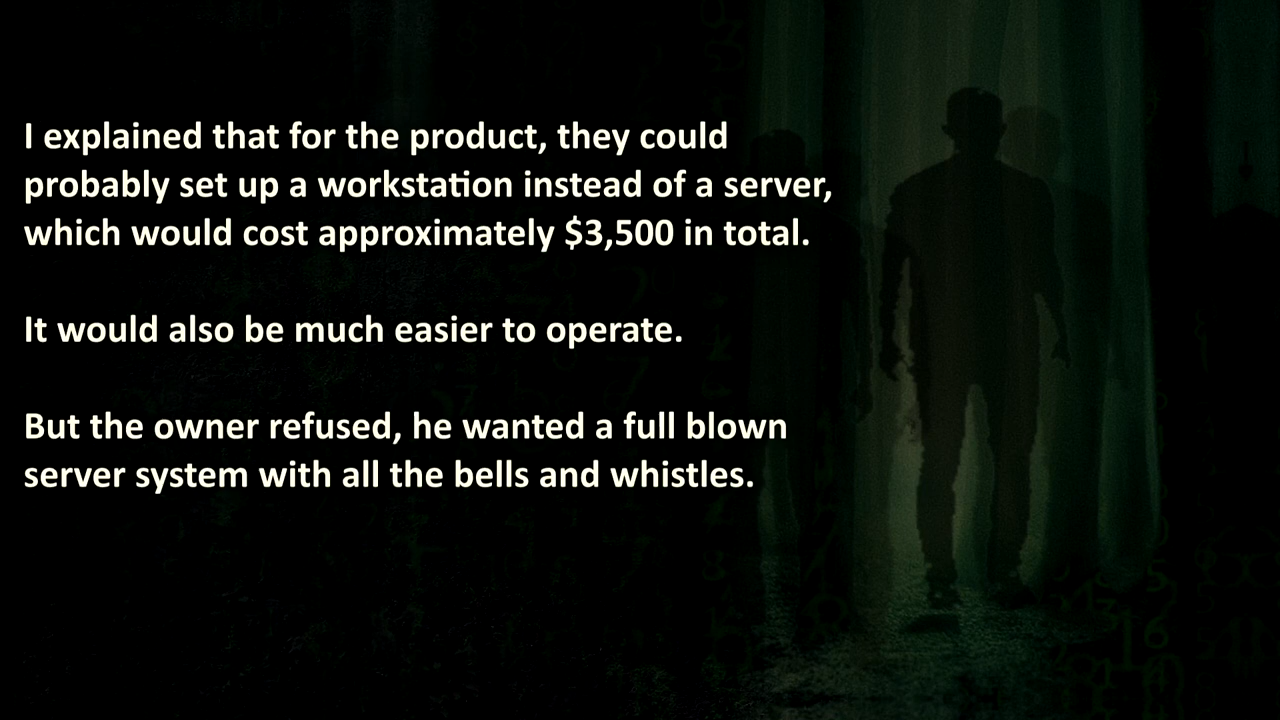 I explained that for the product, they could
probably set up a workstation instead of a server,
which would cost approximately $3,500 in total.
It would also be much easier to operate.
But the owner refused, he wanted a full blown
server system with all the bells and whistles.